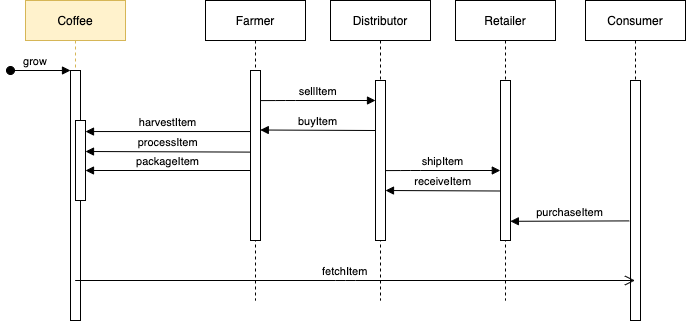 Coffee
Farmer
Distributor
Retailer
Consumer
grow
sellItem
harvestItem
buyItem
processItem
packageItem
shipItem
receiveItem
purchaseItem
fetchItem